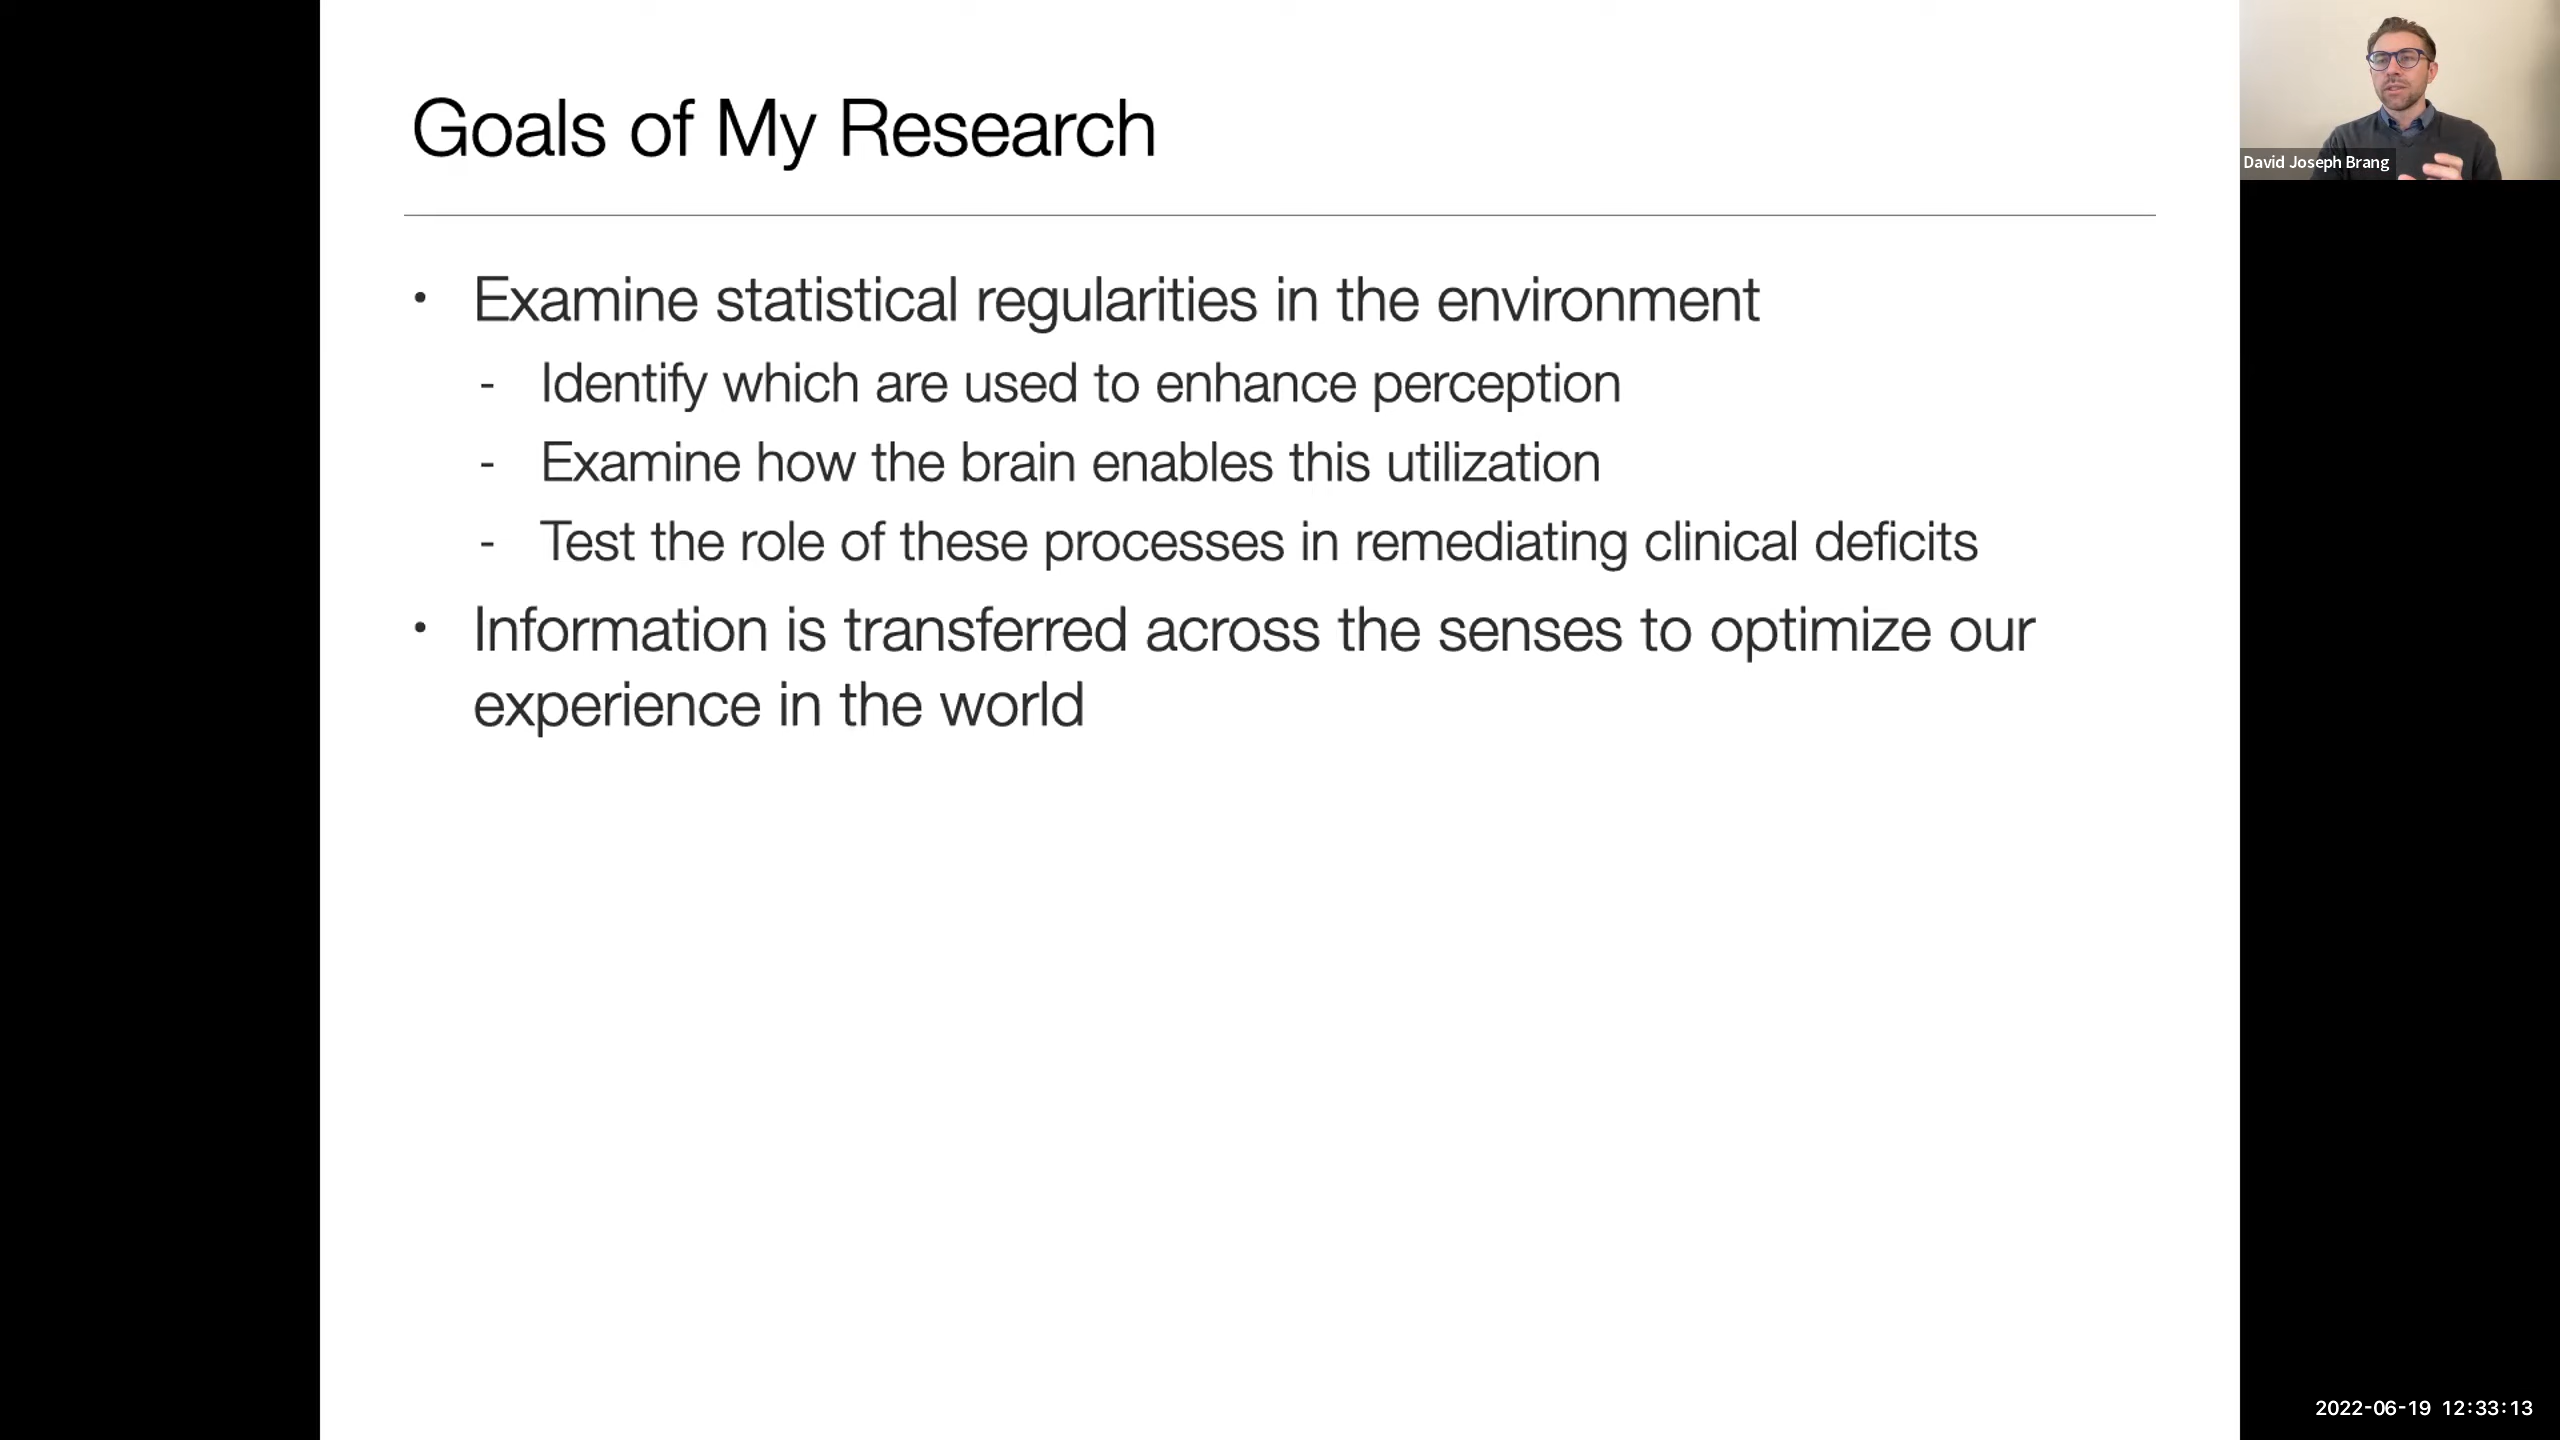 Goals of My Research
David Joseph Brang
• Examine statistical regularities in the environment
- Identify which are used to enhance perception
- Examine how the brain enables this utilization
- Test the role of these processes in remediating clinical deficits
• Information is transferred across the senses to optimize our
experience in the world
2022-06-19 12:33:13